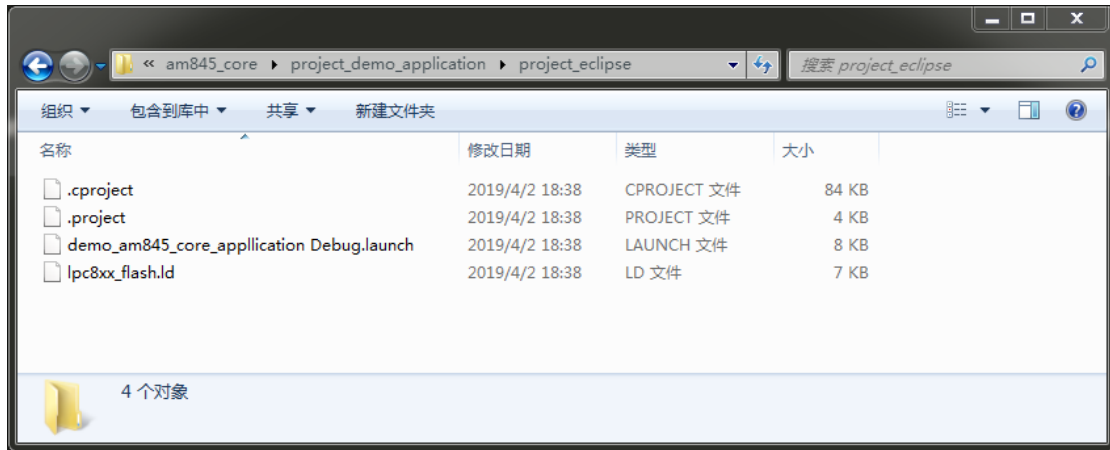 « am845_core ▸ project_demo_application ▸ project_eclipse 搜索 project_eclipse
组织 包含到库中 共享 新建文件夹
名称 修改日期 类型 大小
.cproject 2019/4/2 18:38 CPROJECT 文件 84 KB
.project 2019/4/2 18:38 PROJECT 文件 4 KB
demo_am845_core_appllication Debug.launch 2019/4/2 18:38 LAUNCH 文件 8 KB
lpc8xx_flash.ld 2019/4/2 18:38 LD 文件 7 KB
4 个对象